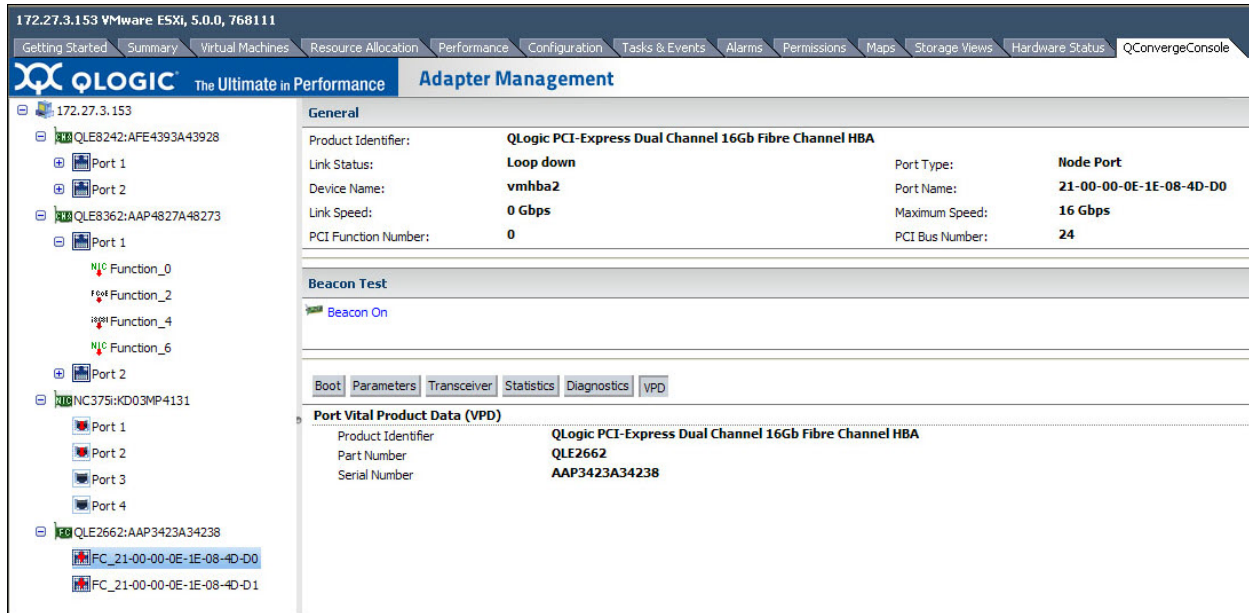 172.27.3.153 VMware ESXi, 5.0.0, 768111
Getting Started Summary Virtual Machines Resource Allocation Performance Configuration Tasks & Events Alarms Permissions Maps Storage Views Hardware Status QConvergeConsole
QLOGIC The Ultimate in Performance Adapter Management
172.27.3.153
CNA QLE8242:AFE4393A43928
Port 1
Port 2
CNA QLE8362:AAP4827A48273
Port 1
NIC Function_0
FCoE Function_2
iSCSI Function_4
NIC Function_6
Port 2
NIC NC375i:KD03MP4131
Port 1
Port 2
Port 3
Port 4
FC QLE2662:AAP3423A34238
FC_21-00-00-0E-1E-08-4D-D0
FC_21-00-00-0E-1E-08-4D-D1
General
Product Identifier: QLogic PCI-Express Dual Channel 16Gb Fibre Channel HBA
Link Status: Loop down Port Type: Node Port
Device Name: vmhba2 Port Name: 21-00-00-0E-1E-08-4D-D0
Link Speed: 0 Gbps Maximum Speed: 16 Gbps
PCI Function Number: 0 PCI Bus Number: 24
Beacon Test
Beacon On
Boot Parameters Transceiver Statistics Diagnostics VPD
Port Vital Product Data (VPD)
Product Identifier QLogic PCI-Express Dual Channel 16Gb Fibre Channel HBA
Part Number QLE2662
Serial Number AAP3423A34238